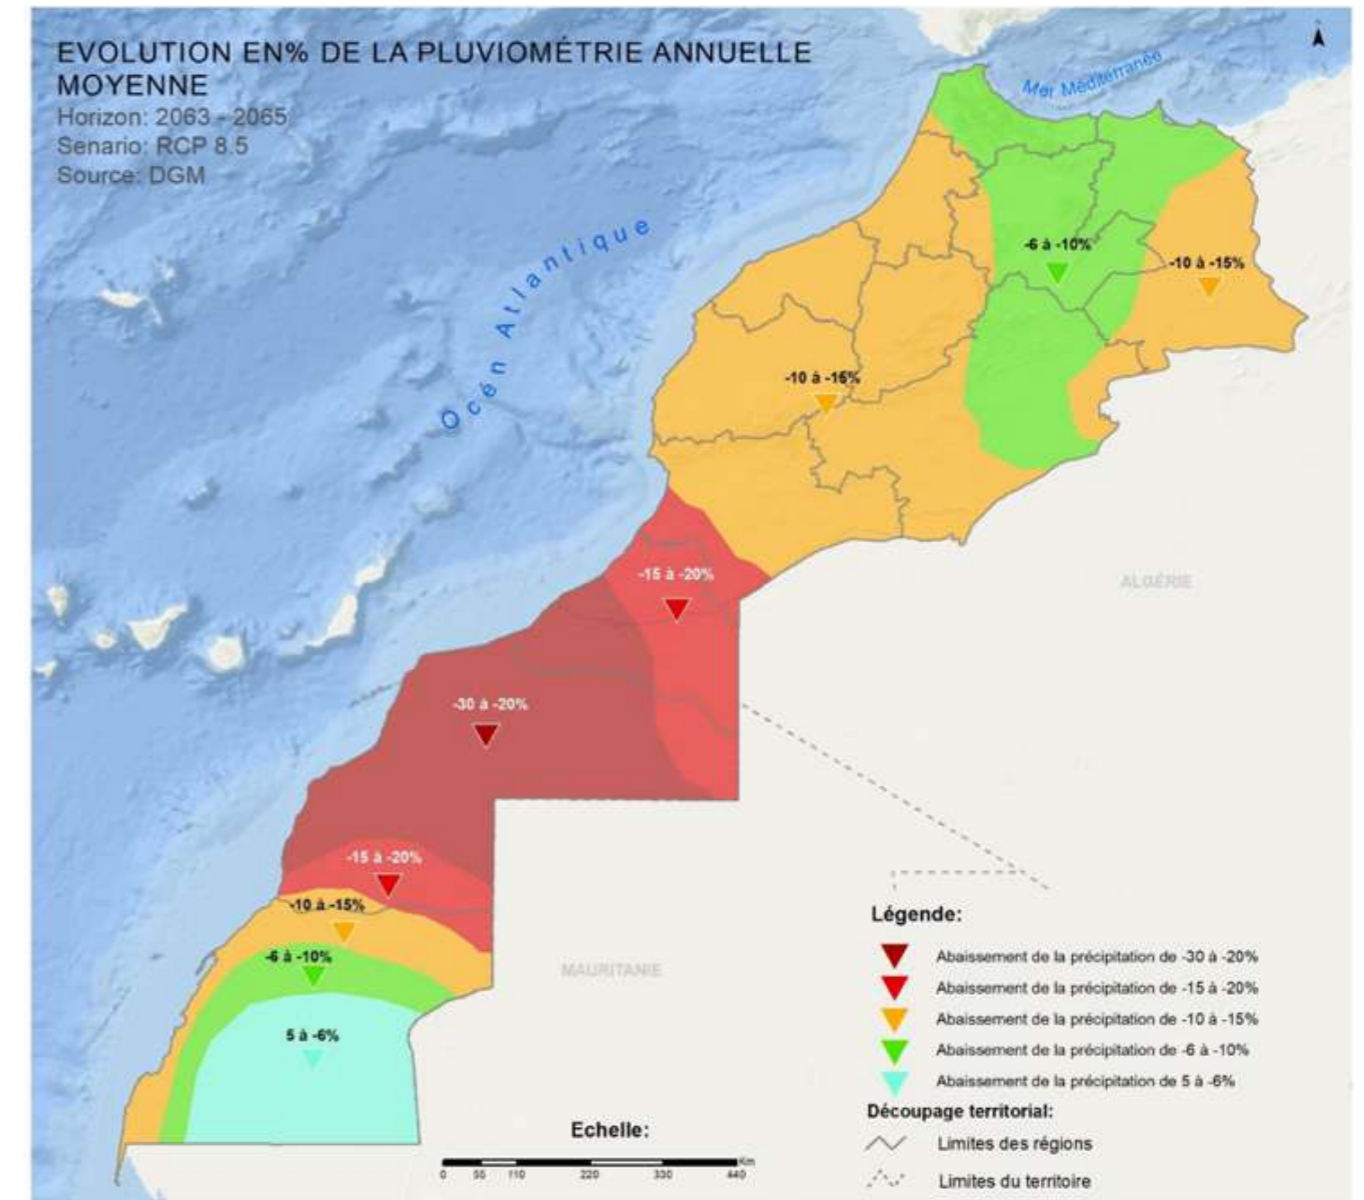 EVOLUTION EN% DE LA PLUVIOMÉTRIE ANNUELLE
MOYENNE
Horizon: 2063 - 2065
Senario: RCP 8.5
Source: DGM
Mer Méditerranée
Océn Atlantique
-6 à -10%
-10 à -15%
-10 à -15%
-15 à -20%
ALGÉRIE
-30 à -20%
-15 à -20%
-10 à -15%
-6 à -10%
MAURITANIE
5 à -6%
Légende:
Abaissement de la précipitation de -30 à -20%
Abaissement de la précipitation de -15 à -20%
Abaissement de la précipitation de -10 à -15%
Abaissement de la précipitation de -6 à -10%
Abaissement de la précipitation de 5 à -6%
Découpage territorial:
Limites des régions
Limites du territoire
Echelle:
Km
0 55 110 220 330 440